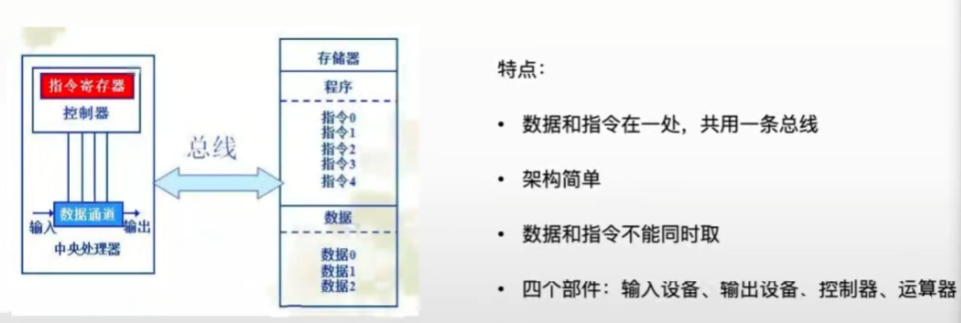 指令寄存器
控制器
数据通道
输入
输出
中央处理器
总线
存储器
程序
指令0
指令1
指令2
指令3
指令4
数据
数据0
数据1
数据2
特点：
• 数据和指令在一处，共用一条总线
• 架构简单
• 数据和指令不能同时取
• 四个部件：输入设备、输出设备、控制器、运算器